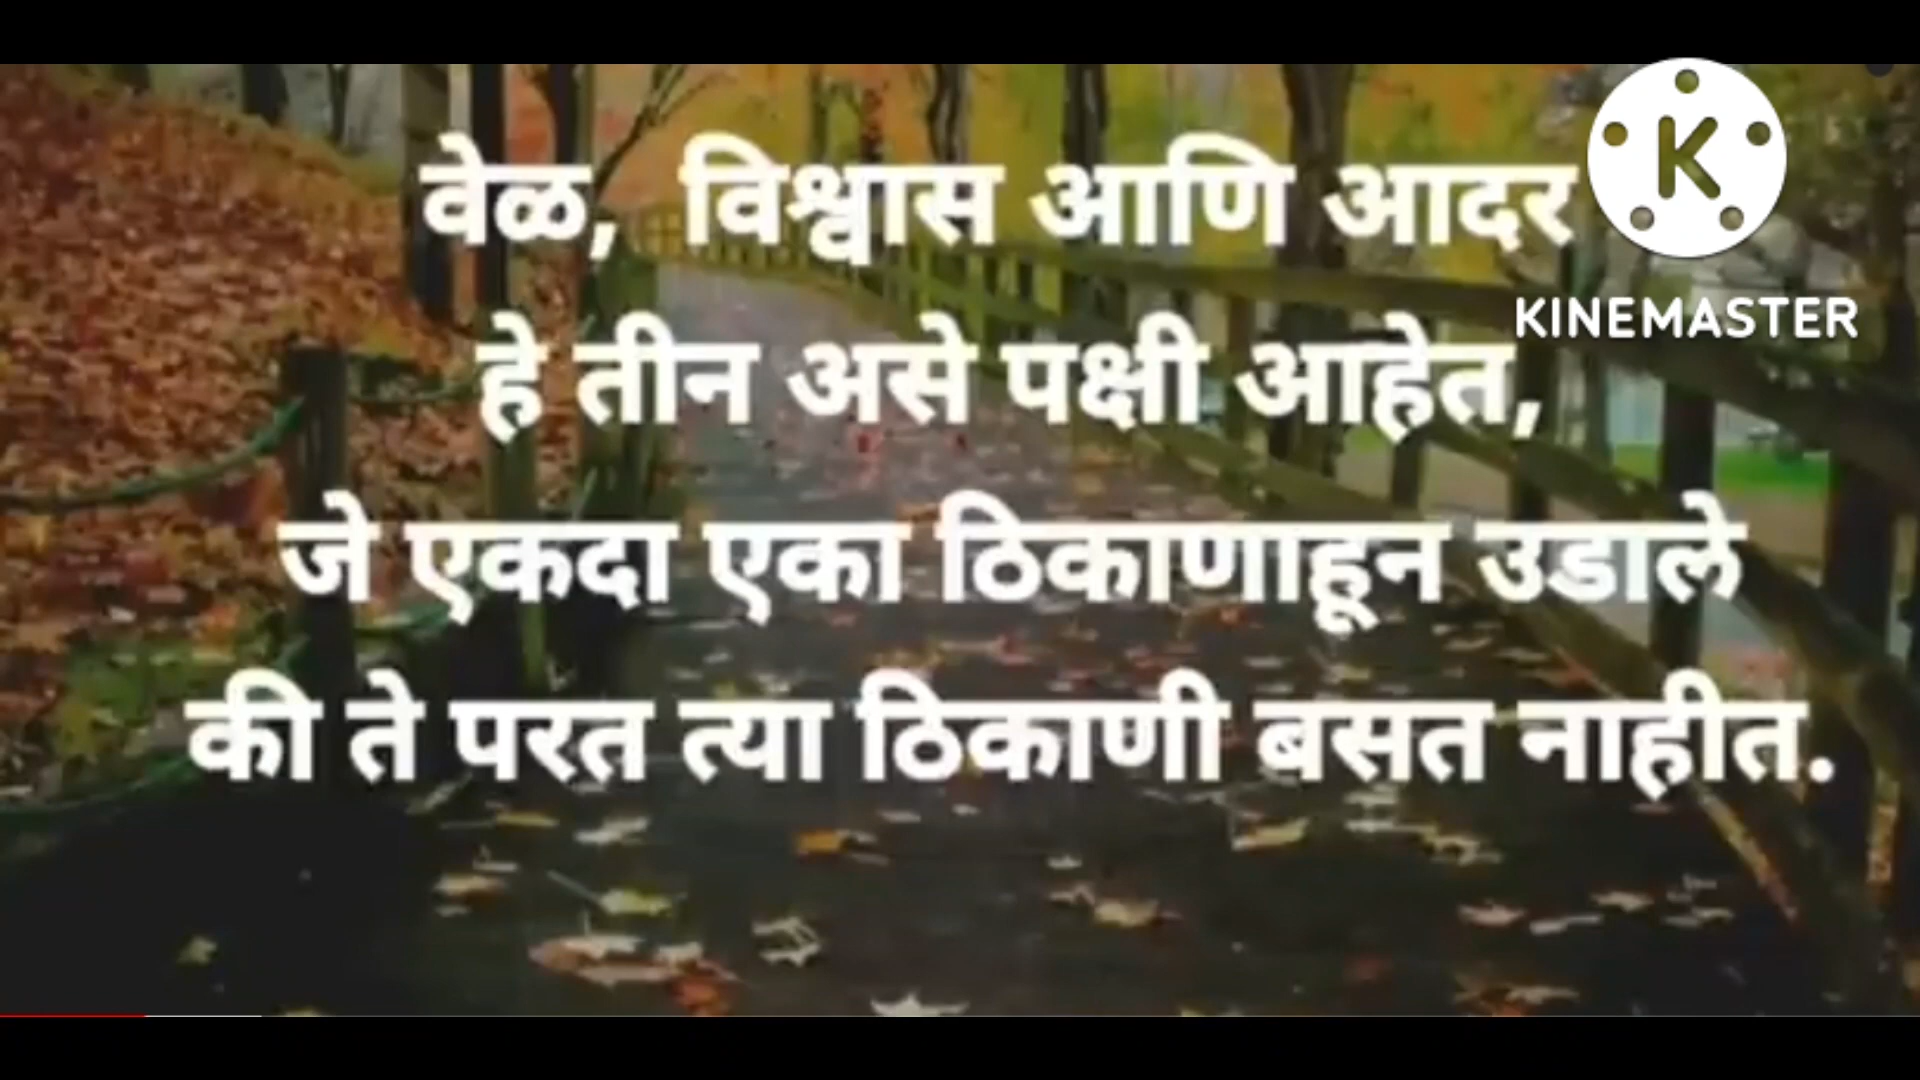 वेळ, विश्वास आणि आदर
हे तीन असे पक्षी आहेत,
जे एकदा एका ठिकाणाहून उडाले
की ते परत त्या ठिकाणी बसत नाहीत.
K
KINEMASTER